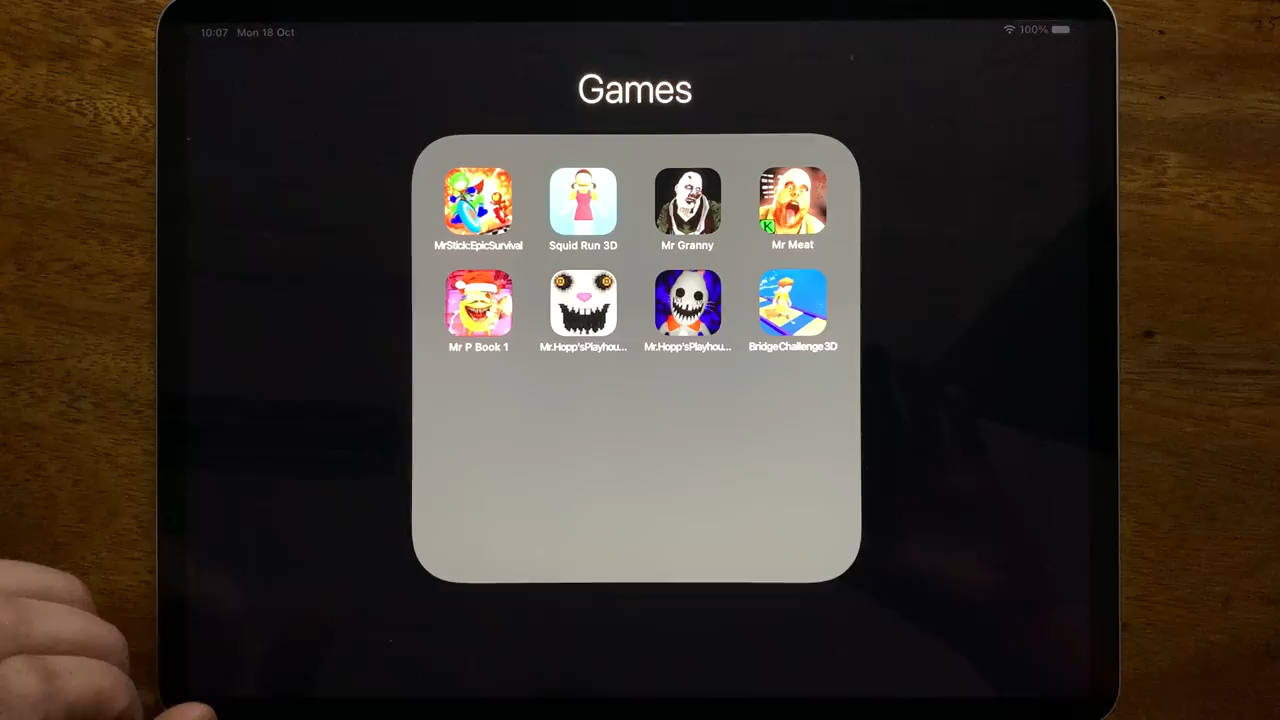 10:07 Mon 18 Oct
100%
Games
MrStick:EpicSurvival
Squid Run 3D
Mr Granny
Mr Meat
K
Mr P Book 1
Mr.Hopp'sPlayhou...
Mr.Hopp'sPlayhou...
BridgeChallenge3D